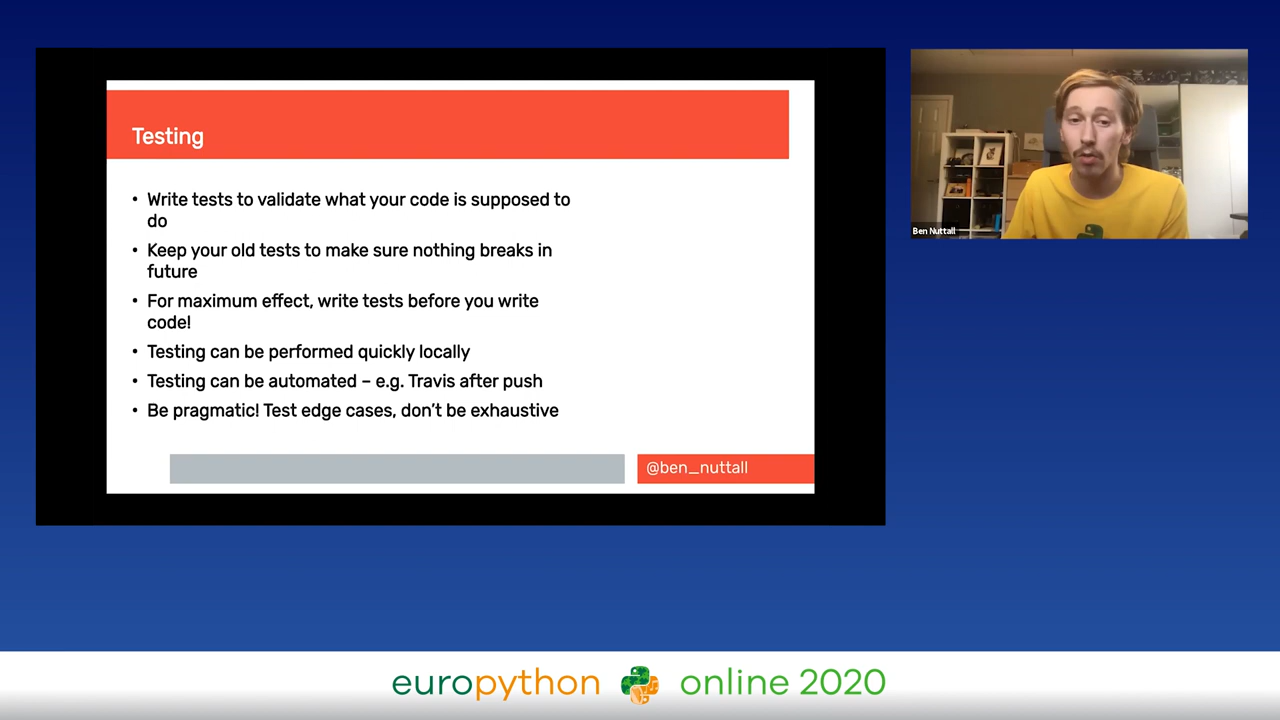 Testing
• Write tests to validate what your code is supposed to
do
• Keep your old tests to make sure nothing breaks in
future
• For maximum effect, write tests before you write
code!
• Testing can be performed quickly locally
• Testing can be automated – e.g. Travis after push
• Be pragmatic! Test edge cases, don’t be exhaustive
@ben_nuttall
Ben Nuttall
europython online 2020